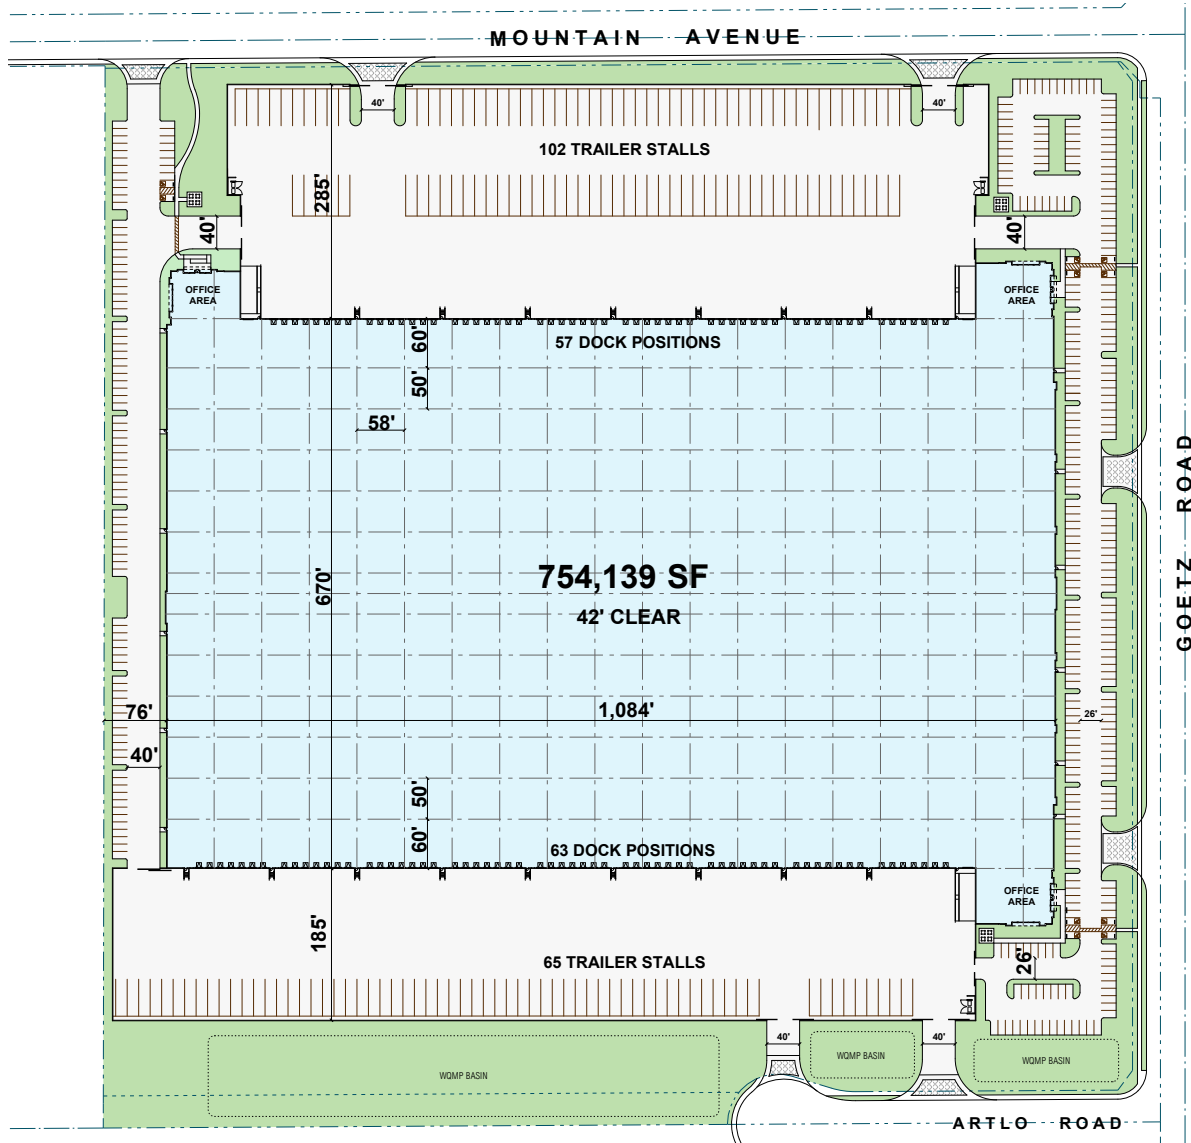 MOUNTAIN AVENUE
40'
40'
102 TRAILER STALLS
285'
40'
40'
OFFICE
AREA
OFFICE
AREA
57 DOCK POSITIONS
60'
50'
58'
GOETZ ROAD
754,139 SF
42' CLEAR
670'
76'
1,084'
26'
40'
50'
60'
63 DOCK POSITIONS
OFFICE
AREA
185'
65 TRAILER STALLS
26'
40'
40'
WQMP BASIN
WQMP BASIN
WQMP BASIN
ARTLO ROAD